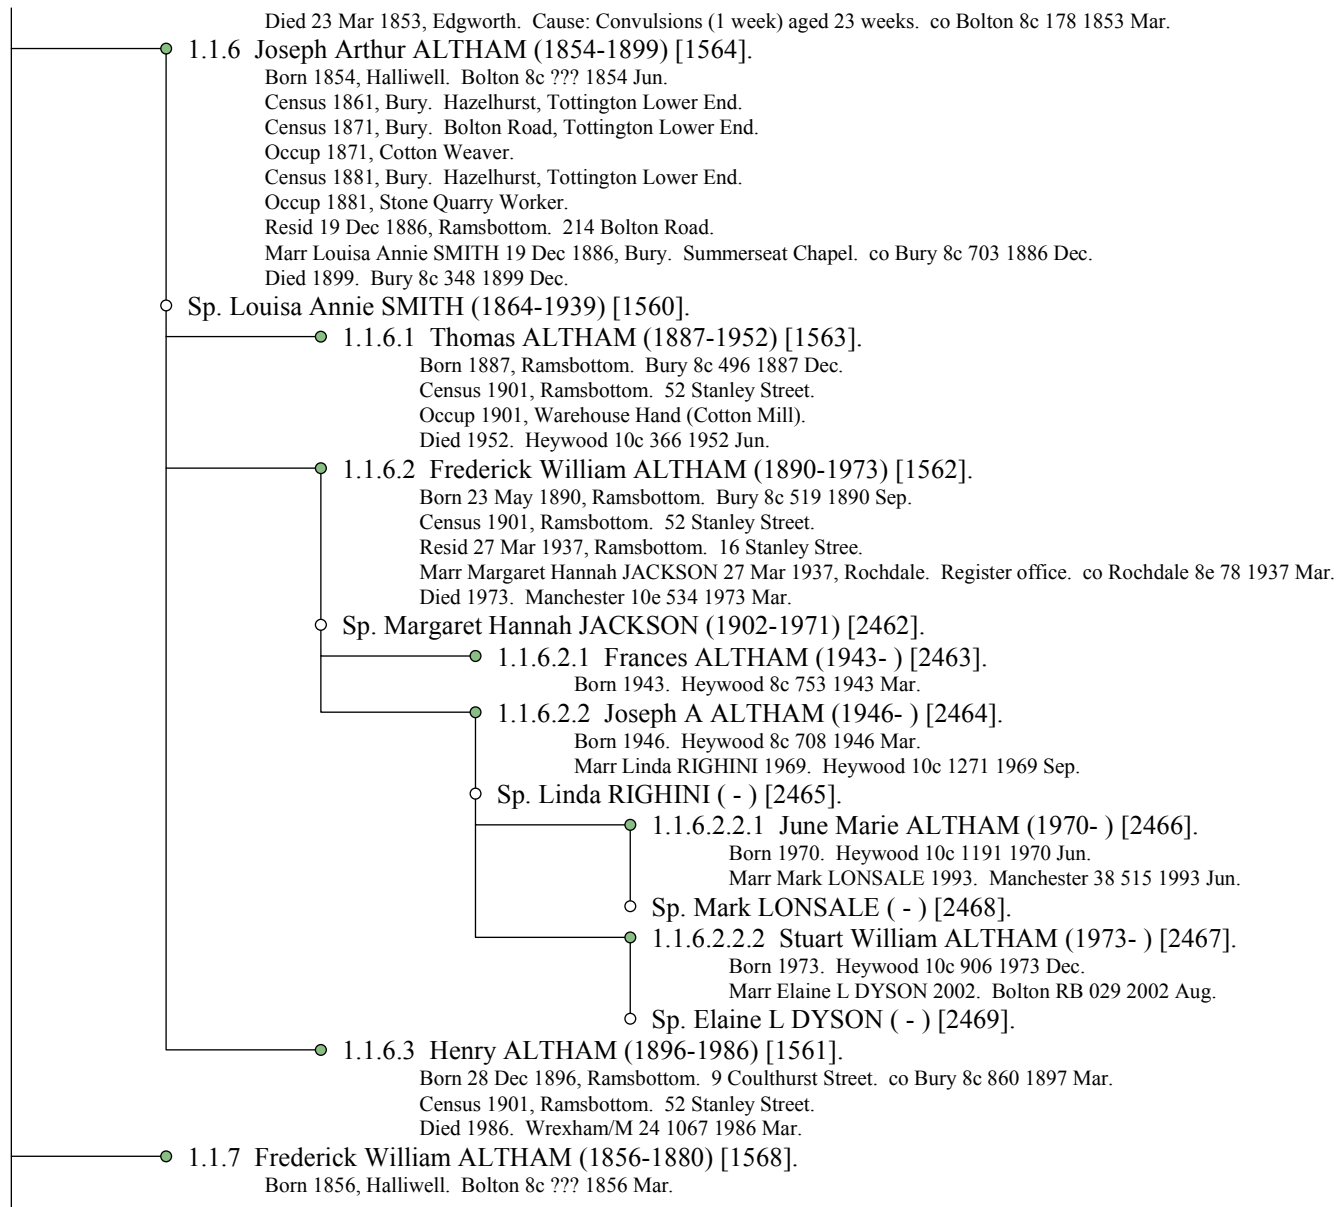 Died 23 Mar 1853, Edgworth.  Cause: Convulsions (1 week) aged 23 weeks.  co Bolton 8c 178 1853 Mar.
1.1.6  Joseph Arthur ALTHAM (1854-1899) [1564].
Born 1854, Halliwell.  Bolton 8c ??? 1854 Jun.
Census 1861, Bury.  Hazelhurst, Tottington Lower End.
Census 1871, Bury.  Bolton Road, Tottington Lower End.
Occup 1871, Cotton Weaver.
Census 1881, Bury.  Hazelhurst, Tottington Lower End.
Occup 1881, Stone Quarry Worker.
Resid 19 Dec 1886, Ramsbottom.  214 Bolton Road.
Marr Louisa Annie SMITH 19 Dec 1886, Bury.  Summerseat Chapel.  co Bury 8c 703 1886 Dec.
Died 1899.  Bury 8c 348 1899 Dec.
Sp. Louisa Annie SMITH (1864-1939) [1560].
1.1.6.1  Thomas ALTHAM (1887-1952) [1563].
Born 1887, Ramsbottom.  Bury 8c 496 1887 Dec.
Census 1901, Ramsbottom.  52 Stanley Street.
Occup 1901, Warehouse Hand (Cotton Mill).
Died 1952.  Heywood 10c 366 1952 Jun.
1.1.6.2  Frederick William ALTHAM (1890-1973) [1562].
Born 23 May 1890, Ramsbottom.  Bury 8c 519 1890 Sep.
Census 1901, Ramsbottom.  52 Stanley Street.
Resid 27 Mar 1937, Ramsbottom.  16 Stanley Stree.
Marr Margaret Hannah JACKSON 27 Mar 1937, Rochdale.  Register office.  co Rochdale 8e 78 1937 Mar.
Died 1973.  Manchester 10e 534 1973 Mar.
Sp. Margaret Hannah JACKSON (1902-1971) [2462].
1.1.6.2.1  Frances ALTHAM (1943- ) [2463].
Born 1943.  Heywood 8c 753 1943 Mar.
1.1.6.2.2  Joseph A ALTHAM (1946- ) [2464].
Born 1946.  Heywood 8c 708 1946 Mar.
Marr Linda RIGHINI 1969.  Heywood 10c 1271 1969 Sep.
Sp. Linda RIGHINI ( - ) [2465].
1.1.6.2.2.1  June Marie ALTHAM (1970- ) [2466].
Born 1970.  Heywood 10c 1191 1970 Jun.
Marr Mark LONSALE 1993.  Manchester 38 515 1993 Jun.
Sp. Mark LONSALE ( - ) [2468].
1.1.6.2.2.2  Stuart William ALTHAM (1973- ) [2467].
Born 1973.  Heywood 10c 906 1973 Dec.
Marr Elaine L DYSON 2002.  Bolton RB 029 2002 Aug.
Sp. Elaine L DYSON ( - ) [2469].
1.1.6.3  Henry ALTHAM (1896-1986) [1561].
Born 28 Dec 1896, Ramsbottom.  9 Coulthurst Street.  co Bury 8c 860 1897 Mar.
Census 1901, Ramsbottom.  52 Stanley Street.
Died 1986.  Wrexham/M 24 1067 1986 Mar.
1.1.7  Frederick William ALTHAM (1856-1880) [1568].
Born 1856, Halliwell.  Bolton 8c ??? 1856 Mar.